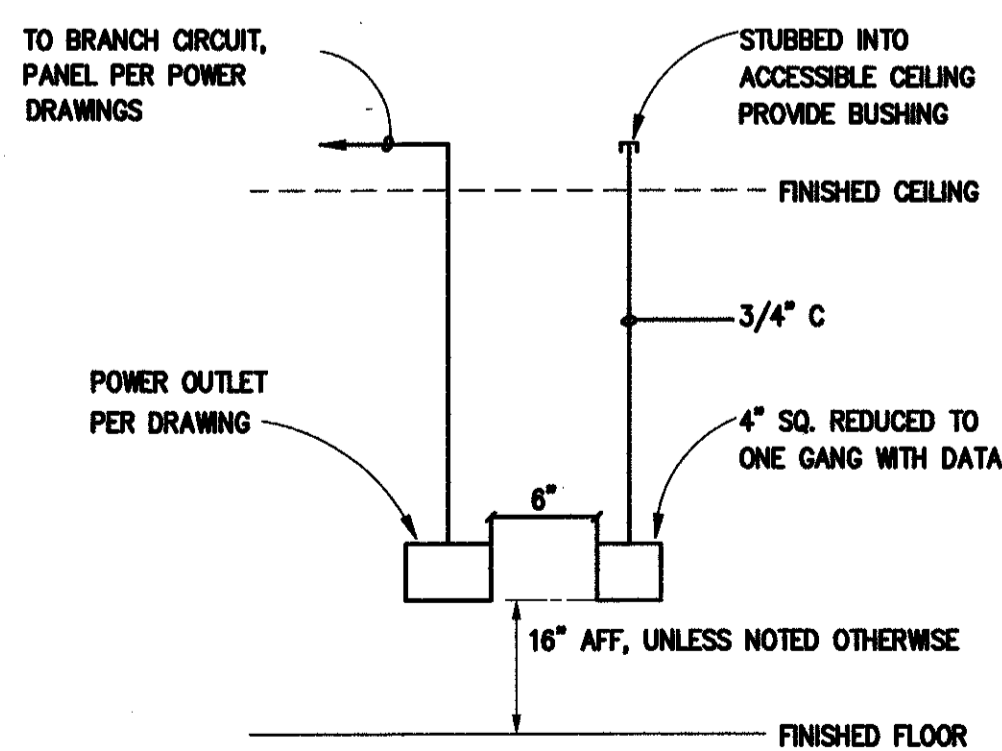 TO BRANCH CIRCUIT,
PANEL PER POWER
DRAWINGS
STUBBED INTO
ACCESSIBLE CEILING
PROVIDE BUSHING
FINISHED CEILING
3/4" C
POWER OUTLET
PER DRAWING
4" SQ. REDUCED TO
ONE GANG WITH DATA
6"
16" AFF, UNLESS NOTED OTHERWISE
FINISHED FLOOR